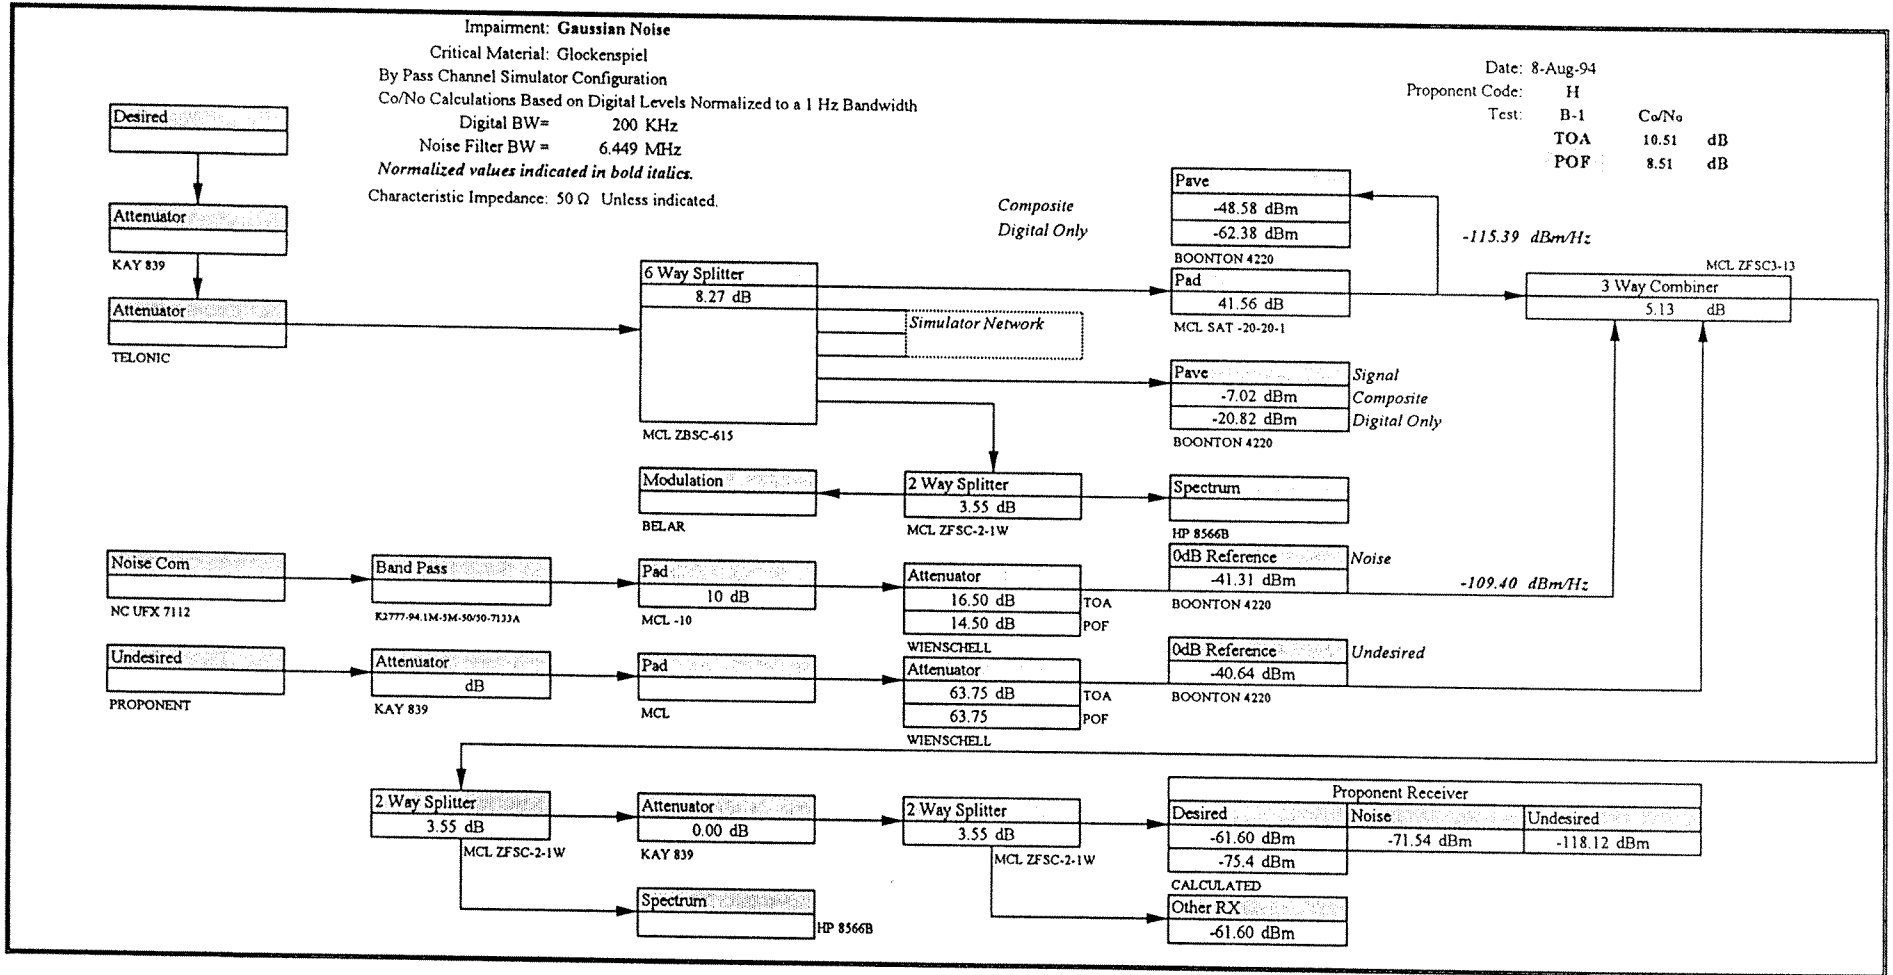 Impairment: Gaussian Noise
Critical Material: Glockenspiel
By Pass Channel Simulator Configuration
Co/No Calculations Based on Digital Levels Normalized to a 1 Hz Bandwidth
Digital BW= 200 KHz
Noise Filter BW = 6.449 MHz
Normalized values indicated in bold italics.
Characteristic Impedance: 50 Ω Unless indicated.
Date: 8-Aug-94
Proponent Code: H
Test: B-1 Co/No
TOA 10.51 dB
POF 8.51 dB
Desired
Attenuator
KAY 839
Attenuator
TELONIC
6 Way Splitter
8.27 dB
MCL ZBSC-615
Simulator Network
Composite
Digital Only
Pave
-48.58 dBm
-62.38 dBm
BOONTON 4220
-115.39 dBm/Hz
Pad
41.56 dB
MCL SAT -20-20-1
MCL ZFSC3-13
3 Way Combiner
5.13 dB
Pave
-7.02 dBm
-20.82 dBm
Signal
Composite
Digital Only
BOONTON 4220
Modulation
BELAR
2 Way Splitter
3.55 dB
MCL ZFSC-2-1W
Spectrum
HP 8566B
Noise Com
NC UFX 7112
Band Pass
K2777-94.1M-5M-50/50-7133A
Pad
10 dB
MCL -10
Attenuator
16.50 dB TOA
14.50 dB POF
WIENSCHELL
0dB Reference
-41.31 dBm
Noise
BOONTON 4220
-109.40 dBm/Hz
Undesired
PROPONENT
Attenuator
dB
KAY 839
Pad
MCL
Attenuator
63.75 dB TOA
63.75 POF
WIENSCHELL
0dB Reference
-40.64 dBm
Undesired
BOONTON 4220
2 Way Splitter
3.55 dB
MCL ZFSC-2-1W
Attenuator
0.00 dB
KAY 839
2 Way Splitter
3.55 dB
MCL ZFSC-2-1W
Proponent Receiver
Desired Noise Undesired
-61.60 dBm -71.54 dBm -118.12 dBm
-75.4 dBm
CALCULATED
Spectrum
HP 8566B
Other RX
-61.60 dBm